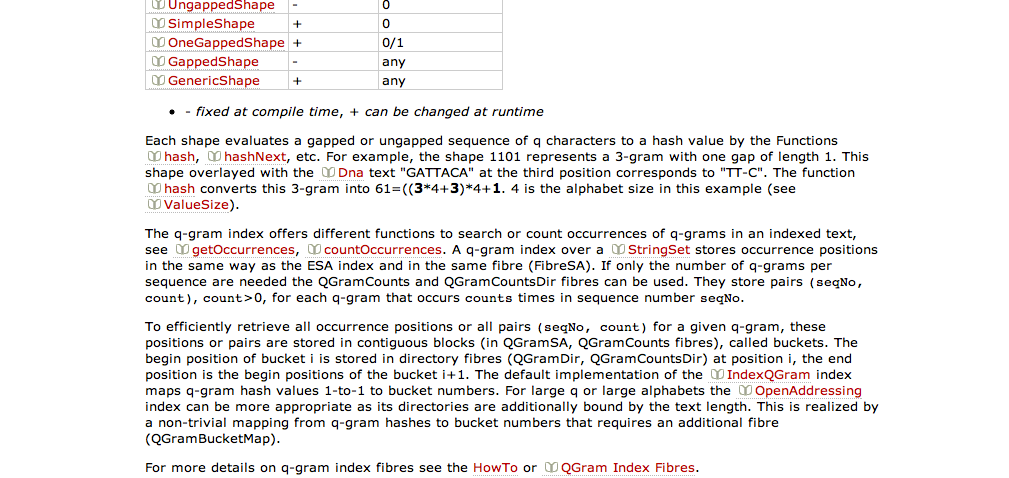 UngappedShape - 0
SimpleShape + 0
OneGappedShape + 0/1
GappedShape - any
GenericShape + any
• - fixed at compile time, + can be changed at runtime
Each shape evaluates a gapped or ungapped sequence of q characters to a hash value by the Functions
hash, hashNext, etc. For example, the shape 1101 represents a 3-gram with one gap of length 1. This
shape overlayed with the Dna text "GATTACA" at the third position corresponds to "TT-C". The function
hash converts this 3-gram into 61=((3*4+3)*4+1. 4 is the alphabet size in this example (see
ValueSize).
The q-gram index offers different functions to search or count occurrences of q-grams in an indexed text,
see getOccurrences, countOccurrences. A q-gram index over a StringSet stores occurrence positions
in the same way as the ESA index and in the same fibre (FibreSA). If only the number of q-grams per
sequence are needed the QGramCounts and QGramCountsDir fibres can be used. They store pairs (seqNo,
count), count>0, for each q-gram that occurs counts times in sequence number seqNo.
To efficiently retrieve all occurrence positions or all pairs (seqNo, count) for a given q-gram, these
positions or pairs are stored in contiguous blocks (in QGramSA, QGramCounts fibres), called buckets. The
begin position of bucket i is stored in directory fibres (QGramDir, QGramCountsDir) at position i, the end
position is the begin positions of the bucket i+1. The default implementation of the IndexQGram index
maps q-gram hash values 1-to-1 to bucket numbers. For large q or large alphabets the OpenAddressing
index can be more appropriate as its directories are additionally bound by the text length. This is realized by
a non-trivial mapping from q-gram hashes to bucket numbers that requires an additional fibre
(QGramBucketMap).
For more details on q-gram index fibres see the HowTo or QGram Index Fibres.